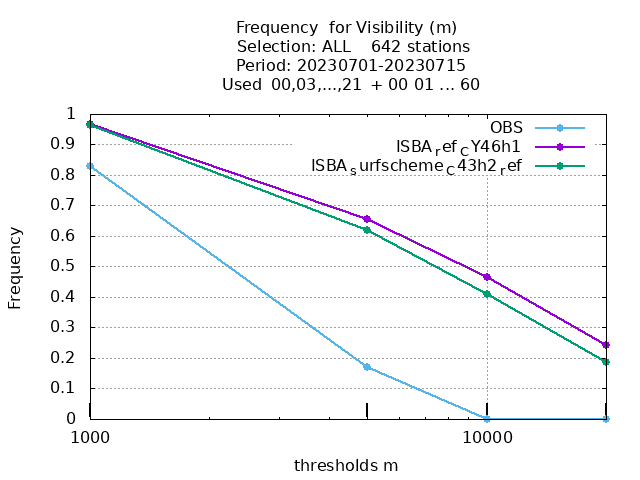 Frequency  for Visibility (m)
Selection: ALL    642 stations
Period: 20230701-20230715
Used  00,03,...,21  + 00 01 ... 60
OBS
ISBA_ref_CY46h1
ISBA_surfscheme_C43h2_ref
1
0.9
0.8
0.7
0.6
0.5
0.4
0.3
0.2
0.1
0
Frequency
1000
10000
thresholds m